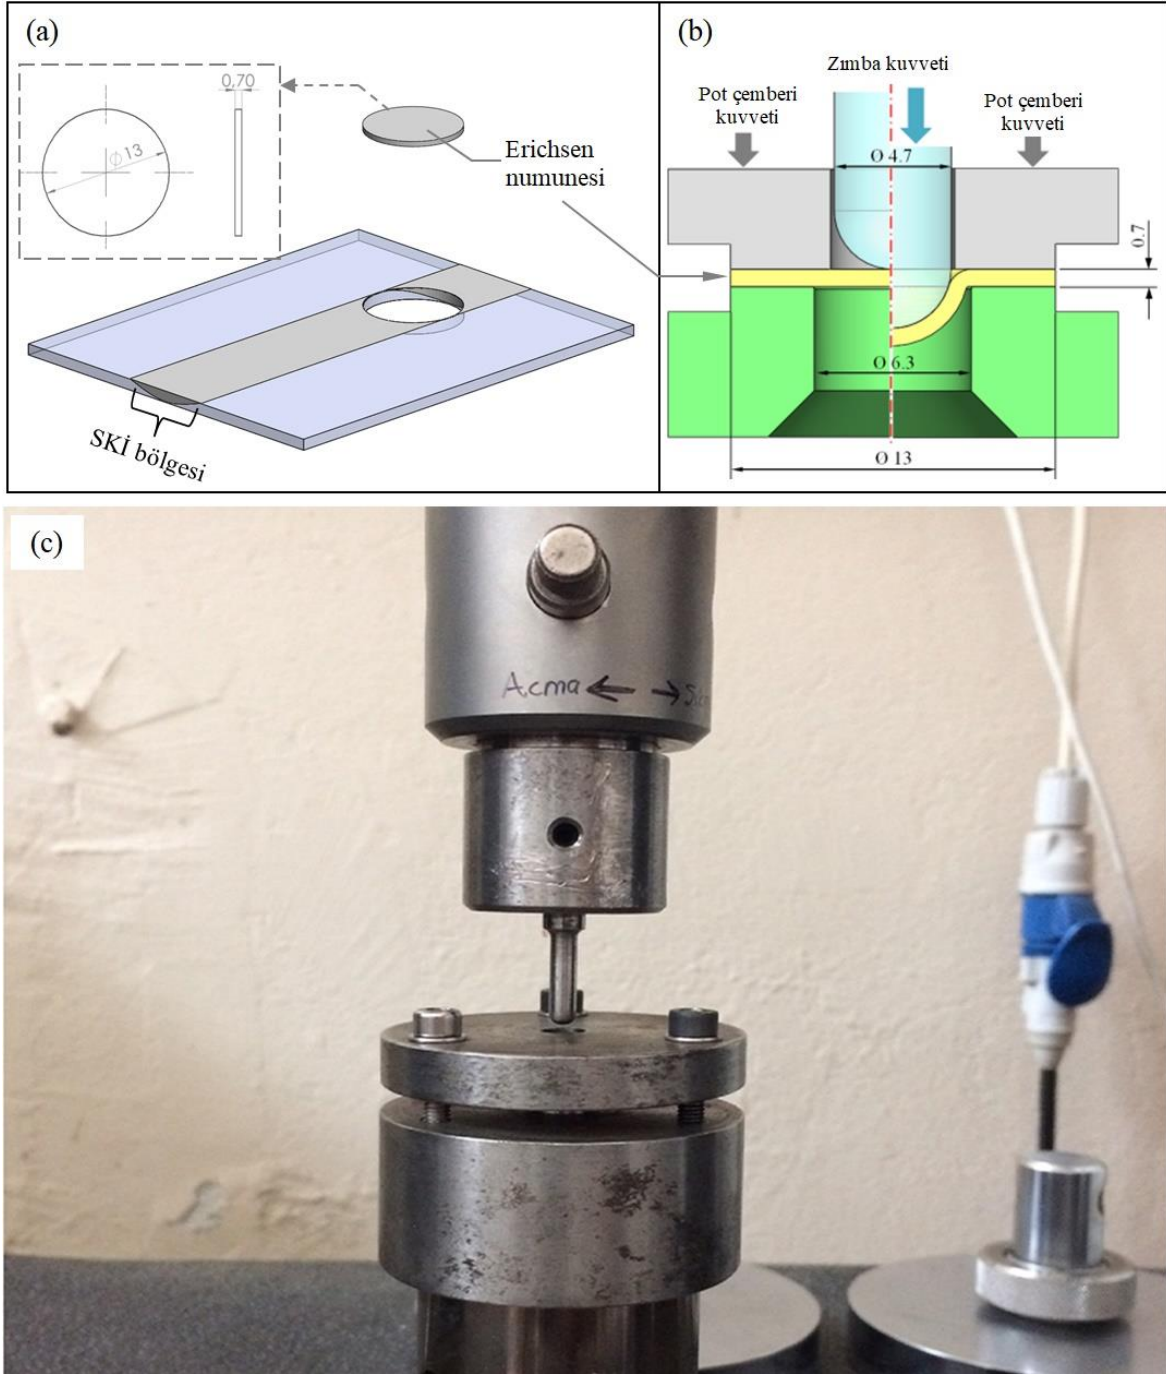 (a)
0,70
Ø 13
Erichsen
numunesi
SKİ bölgesi
(b)
Zımba kuvveti
Pot çemberi
kuvveti
Pot çemberi
kuvveti
Ø 4.7
0.7
Ø 6.3
Ø 13
(c)
Acma